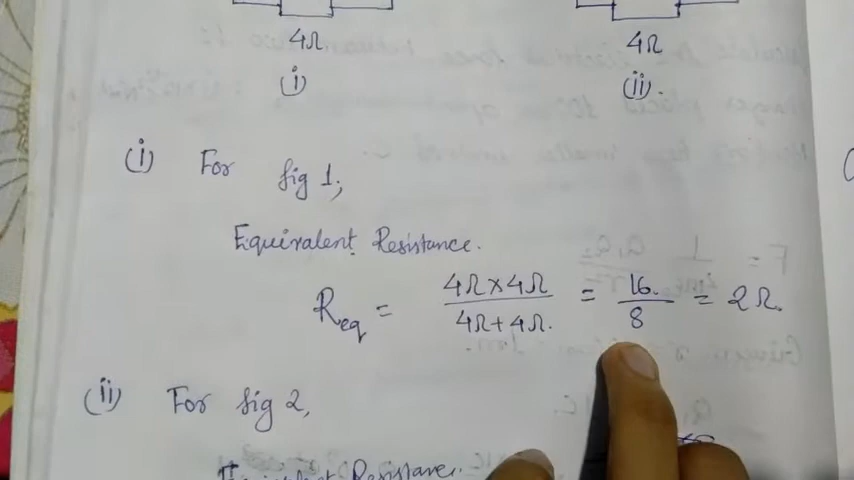 4Ω 4Ω
(i) (ii).
(i) For fig 1,
Equivalent Resistance.
Req = 4Ω×4Ω / 4Ω+4Ω. = 16. / 8 = 2Ω.
(ii) For fig 2,
Resistance.